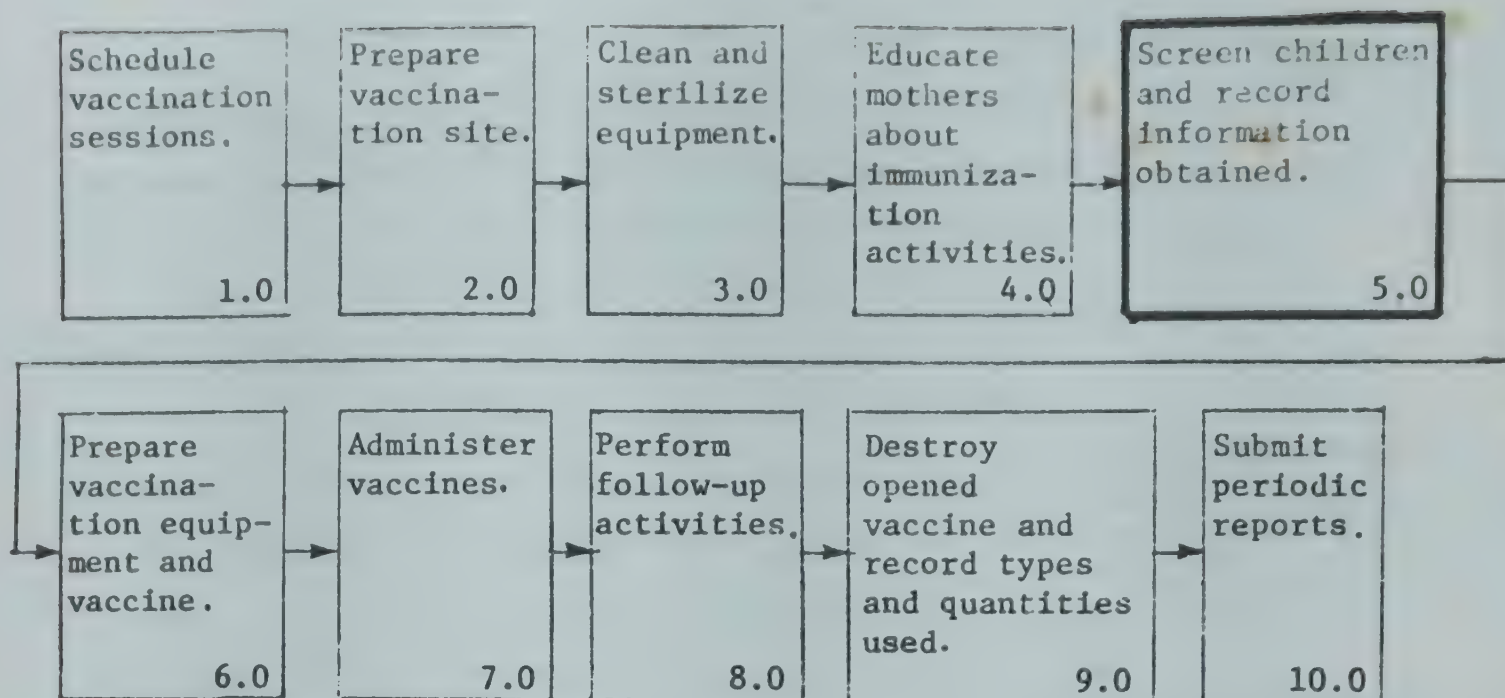 Schedule
vaccination
sessions.
1.0
Prepare
vaccina-
tion site.
2.0
Clean and
sterilize
equipment.
3.0
Educate
mothers
about
immuniza-
tion
activities.
4.0
Screen children
and record
information
obtained.
5.0
Prepare
vaccina-
tion equip-
ment and
vaccine.
6.0
Administer
vaccines.
7.0
Perform
follow-up
activities.
8.0
Destroy
opened
vaccine and
record types
and quantities
used.
9.0
Submit
periodic
reports.
10.0